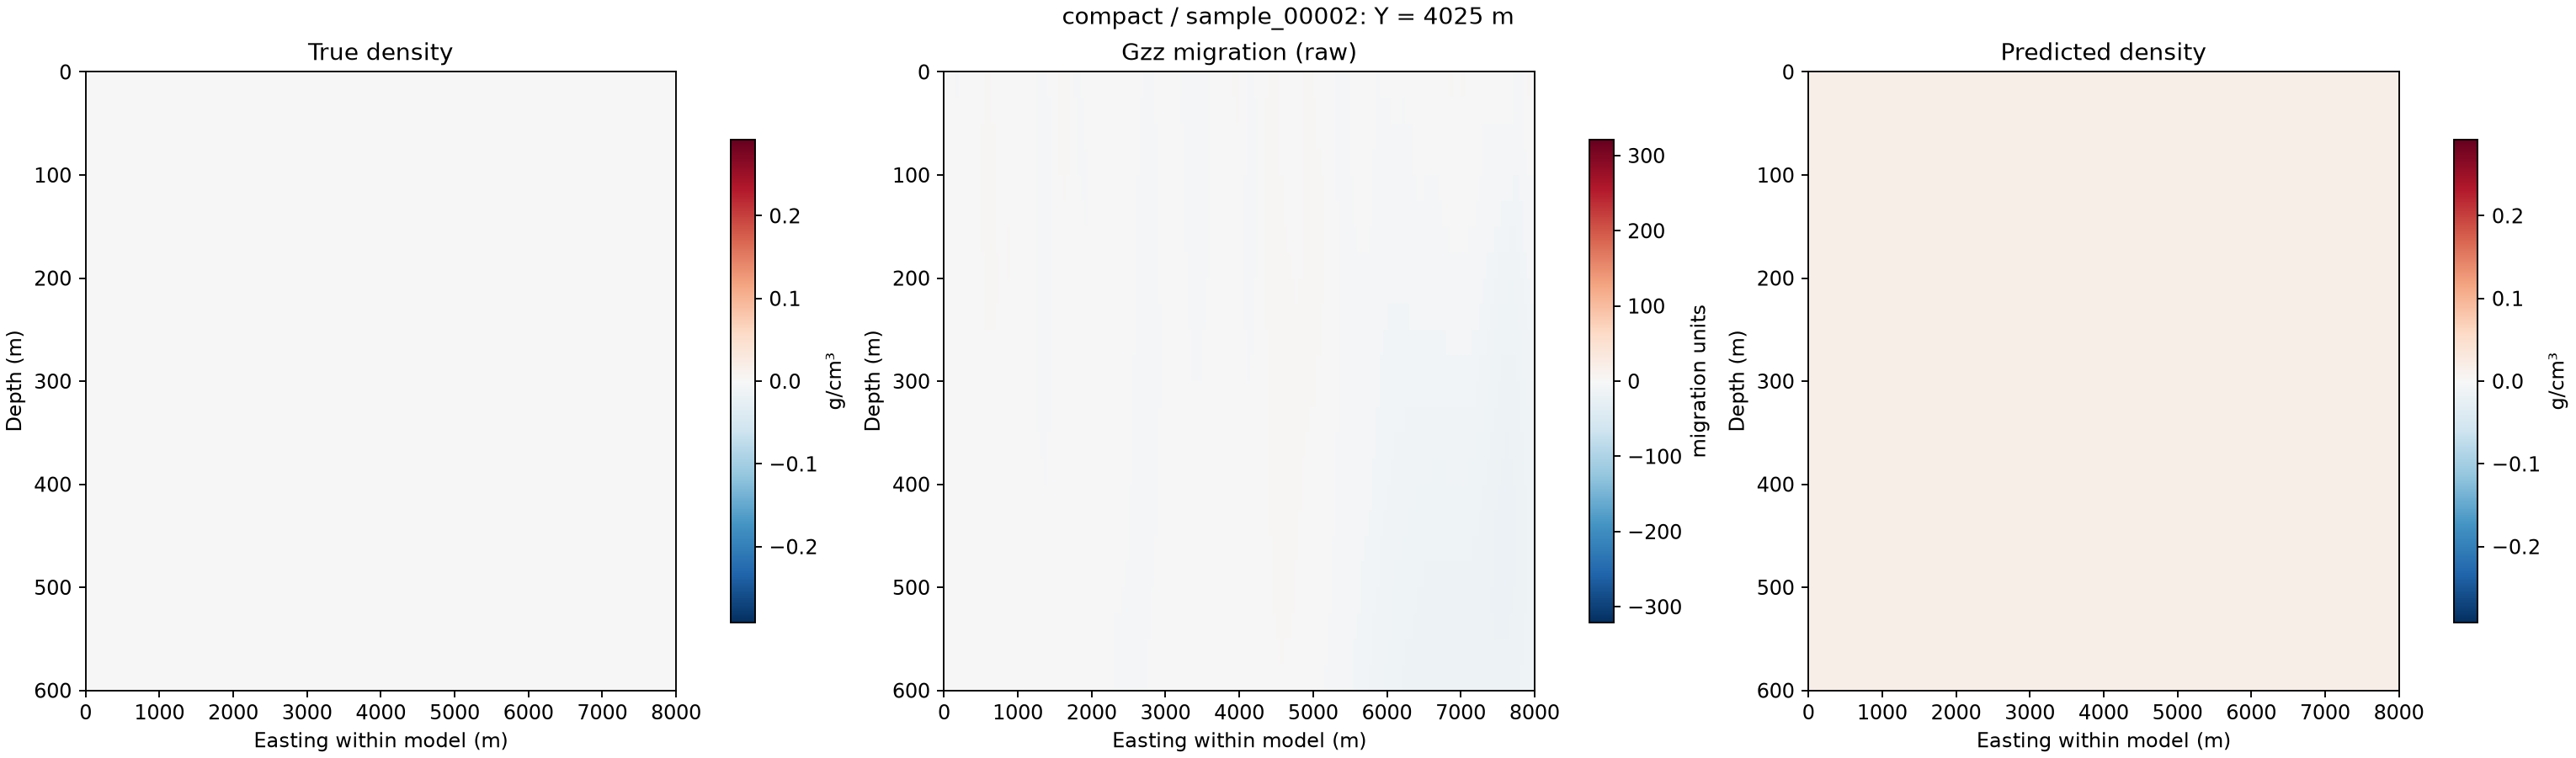 compact / sample_00002: Y = 4025 m
True density
0
100
200
300
400
500
600
Depth (m)
0 1000 2000 3000 4000 5000 6000 7000 8000
Easting within model (m)
0.2
0.1
0.0
−0.1
−0.2
g/cm³
Gzz migration (raw)
0
100
200
300
400
500
600
Depth (m)
0 1000 2000 3000 4000 5000 6000 7000 8000
Easting within model (m)
300
200
100
0
−100
−200
−300
migration units
Predicted density
0
100
200
300
400
500
600
Depth (m)
0 1000 2000 3000 4000 5000 6000 7000 8000
Easting within model (m)
0.2
0.1
0.0
−0.1
−0.2
g/cm³